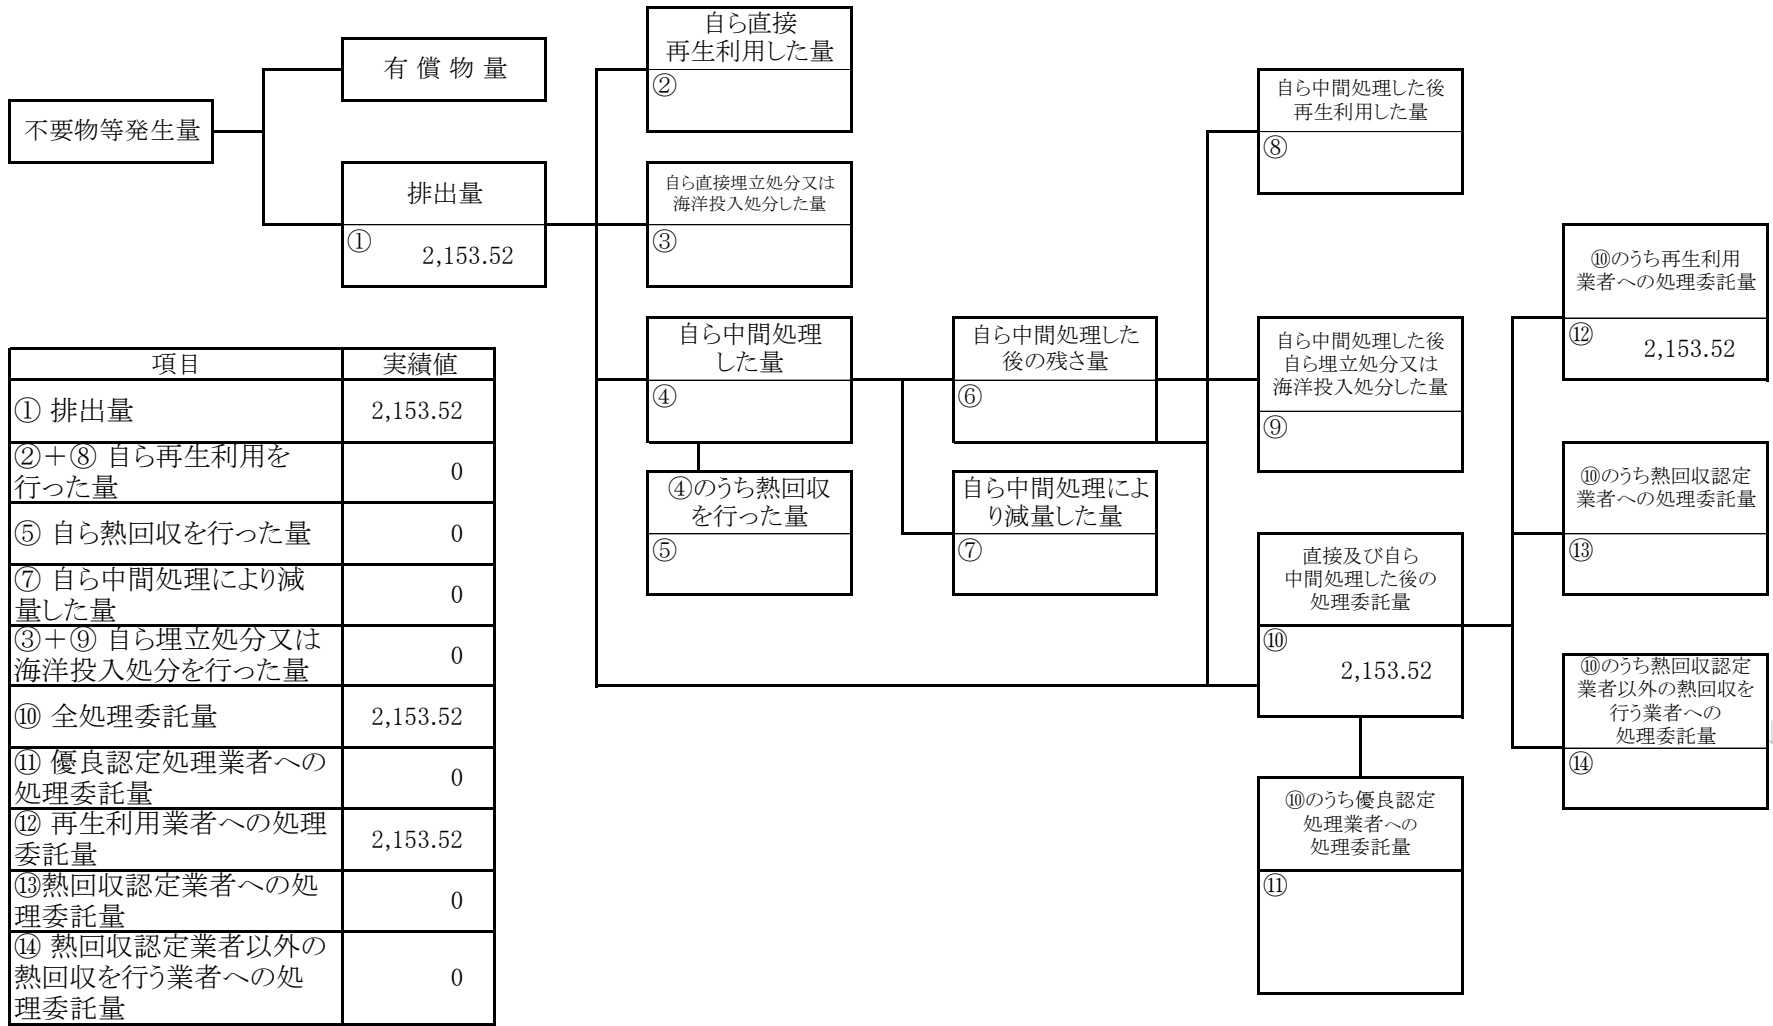 不要物等発生量
有 償 物 量
排出量
①
2,153.52
自ら直接
再生利用した量
②
自ら直接埋立処分又は
海洋投入処分した量
③
自ら中間処理
した量
④
④のうち熱回収
を行った量
⑤
自ら中間処理した
後の残さ量
⑥
自ら中間処理によ
り減量した量
⑦
自ら中間処理した後
再生利用した量
⑧
自ら中間処理した後
自ら埋立処分又は
海洋投入処分した量
⑨
直接及び自ら
中間処理した後の
処理委託量
⑩
2,153.52
⑩のうち優良認定
処理業者への
処理委託量
⑪
⑩のうち再生利用
業者への処理委託量
⑫
2,153.52
⑩のうち熱回収認定
業者への処理委託量
⑬
⑩のうち熱回収認定
業者以外の熱回収を
行う業者への
処理委託量
⑭
項目 実績値
① 排出量 2,153.52
②＋⑧ 自ら再生利用を
行った量 0
⑤ 自ら熱回収を行った量 0
⑦ 自ら中間処理により減
量した量 0
③＋⑨ 自ら埋立処分又は
海洋投入処分を行った量 0
⑩ 全処理委託量 2,153.52
⑪ 優良認定処理業者への
処理委託量 0
⑫ 再生利用業者への処理
委託量 2,153.52
⑬熱回収認定業者への処
理委託量 0
⑭ 熱回収認定業者以外の
熱回収を行う業者への処
理委託量 0